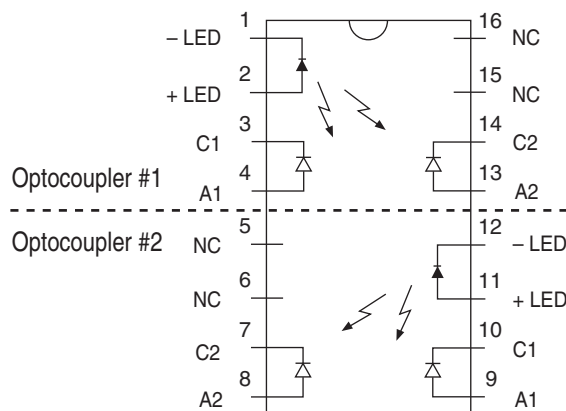 1 16
– LED NC
2 15
+ LED NC
3 14
C1 C2
4 13
Optocoupler #1 A1 A2
5 12
Optocoupler #2 NC – LED
6 11
NC + LED
7 10
C2 C1
8 9
A2 A1